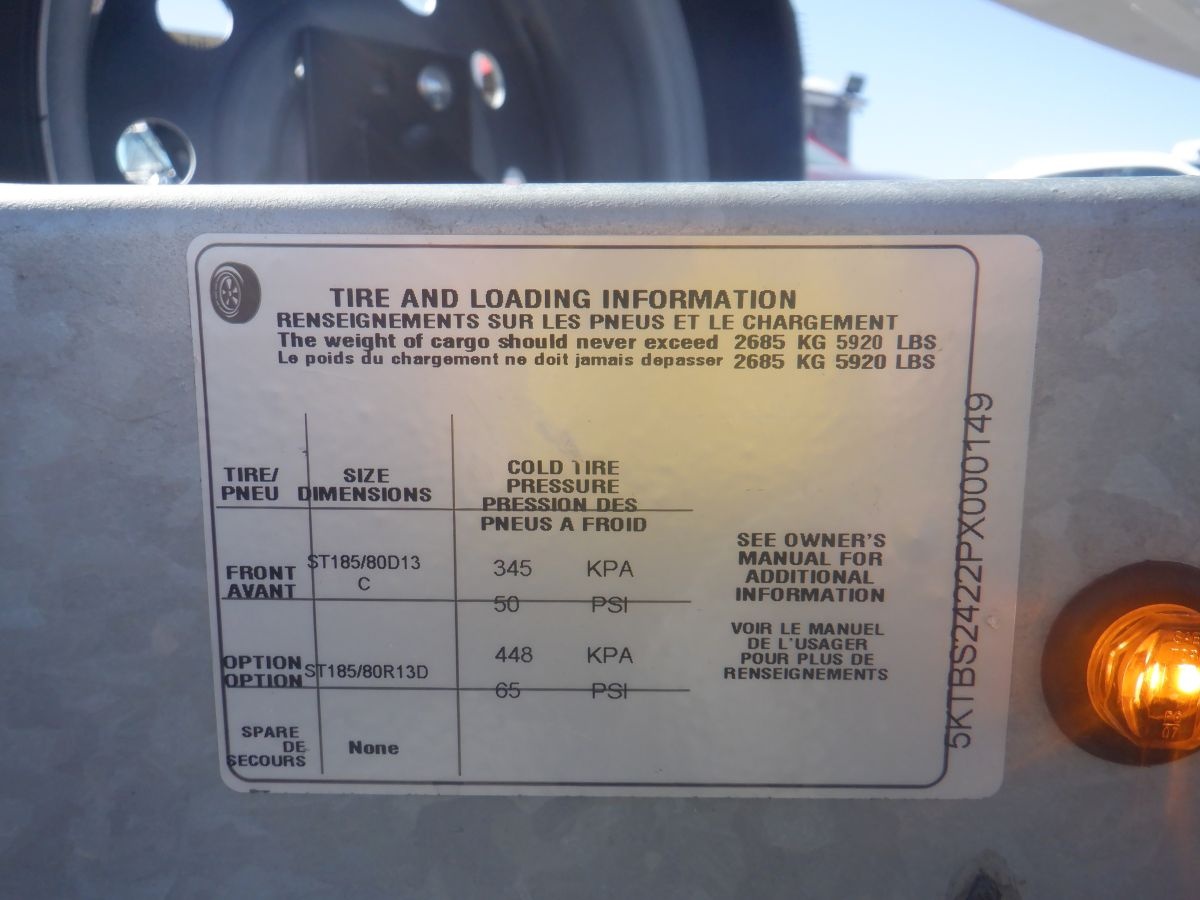 TIRE AND LOADING INFORMATION
RENSEIGNEMENTS SUR LES PNEUS ET LE CHARGEMENT
The weight of cargo should never exceed 2685 KG 5920 LBS
Le poids du chargement ne doit jamais depasser 2685 KG 5920 LBS
TIRE/
PNEU
SIZE
DIMENSIONS
COLD TIRE
PRESSURE
PRESSION DES
PNEUS A FROID
FRONT
AVANT
ST185/80D13
C
345 KPA
50 PSI
OPTION
OPTION
ST185/80R13D
448 KPA
65 PSI
SPARE
DE
SECOURS
None
SEE OWNER'S
MANUAL FOR
ADDITIONAL
INFORMATION
VOIR LE MANUEL
DE L'USAGER
POUR PLUS DE
RENSEIGNEMENTS
5KTBS2422PX000149